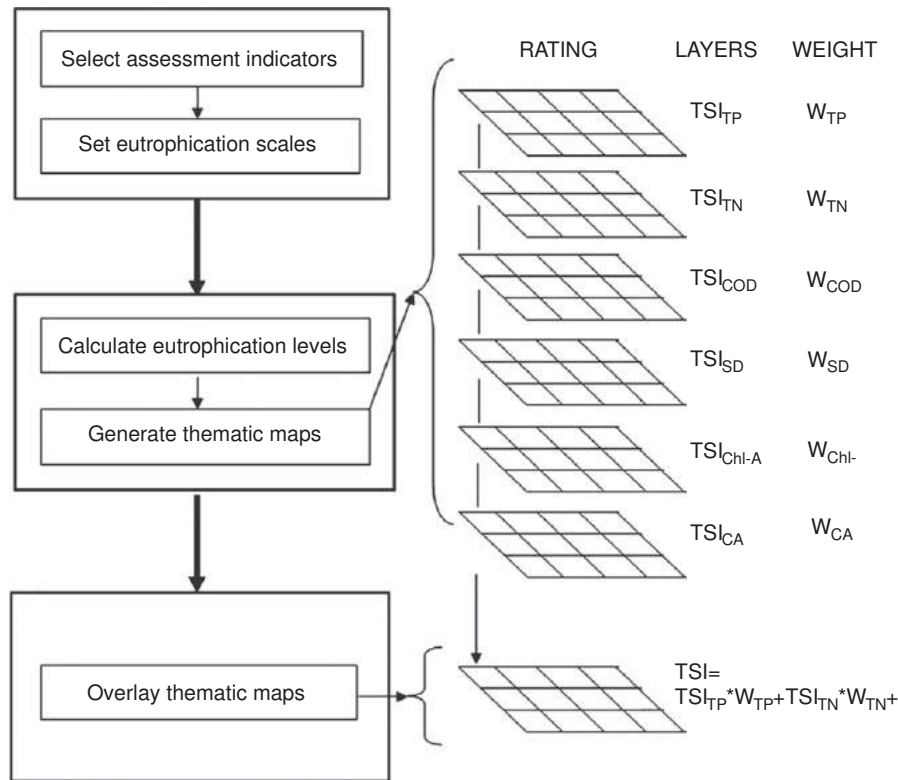 Select assessment indicators
Set eutrophication scales
Calculate eutrophication levels
Generate thematic maps
Overlay thematic maps
RATING LAYERS WEIGHT
TSI_TP W_TP
TSI_TN W_TN
TSI_COD W_COD
TSI_SD W_SD
TSI_Chl-A W_Chl-
TSI_CA W_CA
TSI=
TSI_TP*W_TP+TSI_TN*W_TN+